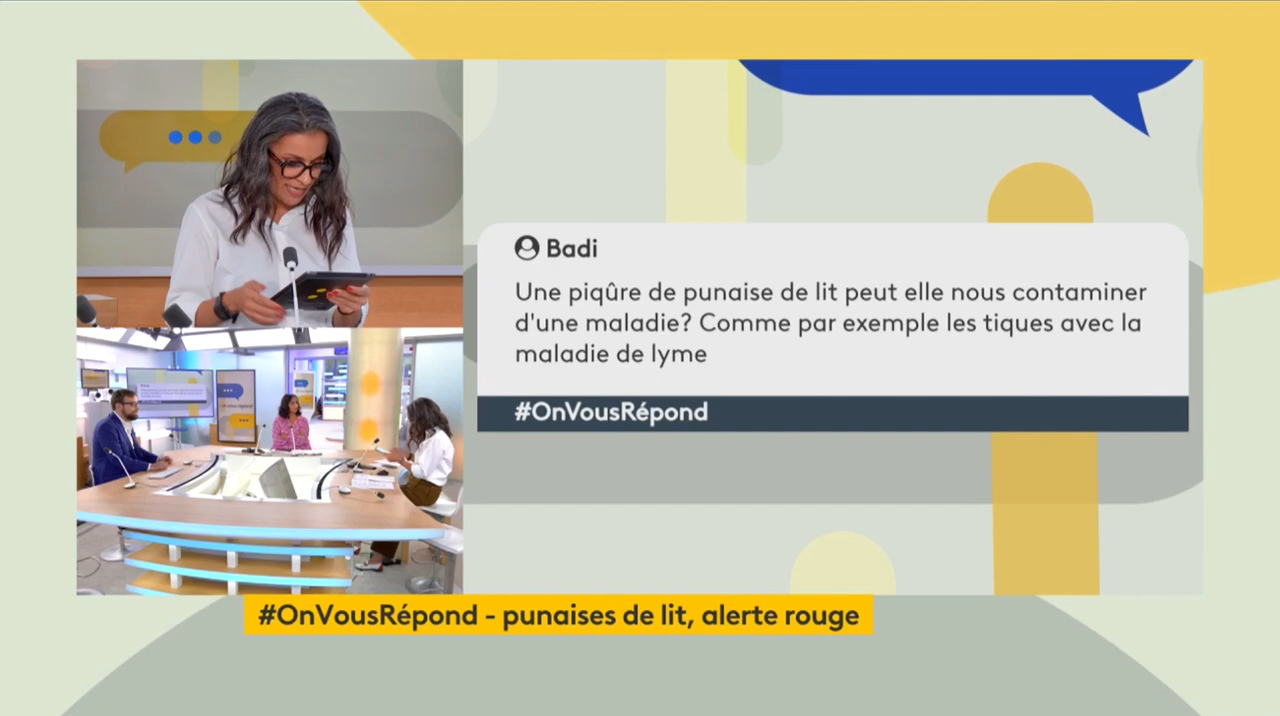 Badi
Une piqûre de punaise de lit peut elle nous contaminer
d'une maladie? Comme par exemple les tiques avec la
maladie de lyme
#OnVousRépond
#OnVousRépond - punaises de lit, alerte rouge